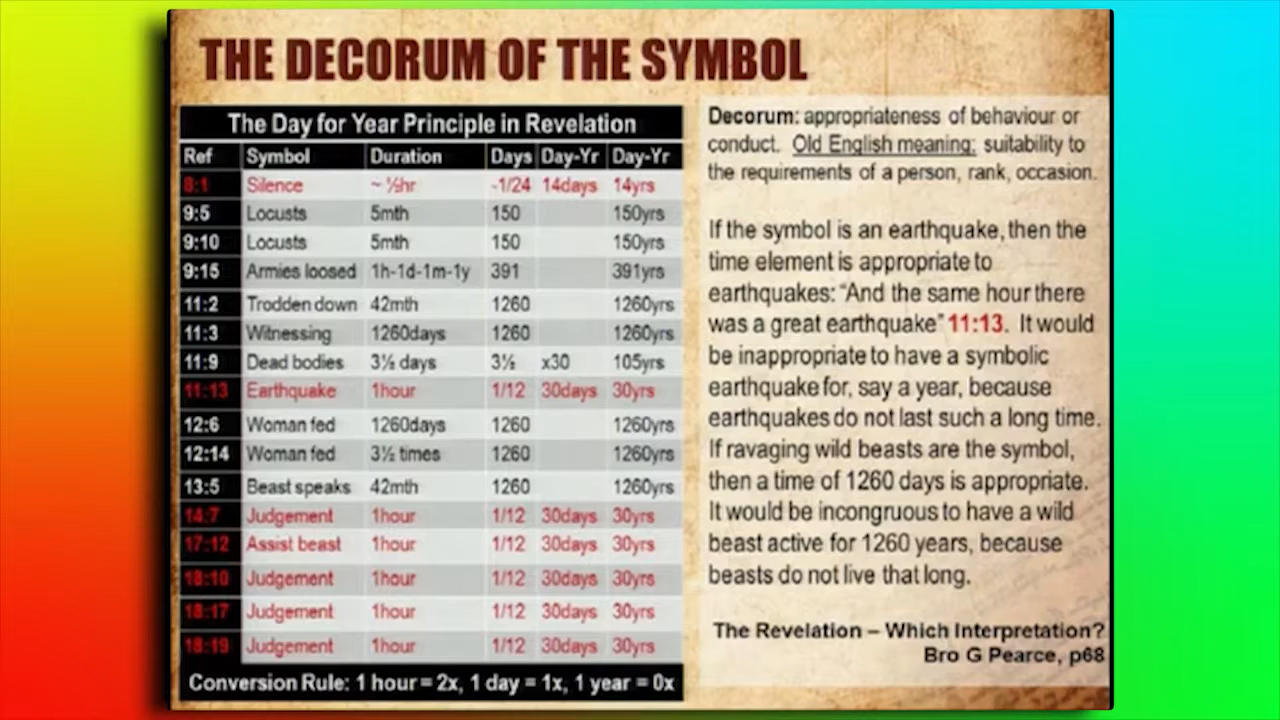 THE DECORUM OF THE SYMBOL
The Day for Year Principle in Revelation
Ref Symbol Duration Days Day-Yr Day-Yr
8:1 Silence ~ ½hr -1/24 14days 14yrs
9:5 Locusts 5mth 150 150yrs
9:10 Locusts 5mth 150 150yrs
9:15 Armies loosed 1h-1d-1m-1y 391 391yrs
11:2 Trodden down 42mth 1260 1260yrs
11:3 Witnessing 1260days 1260 1260yrs
11:9 Dead bodies 3½ days 3½ x30 105yrs
11:13 Earthquake 1hour 1/12 30days 30yrs
12:6 Woman fed 1260days 1260 1260yrs
12:14 Woman fed 3½ times 1260 1260yrs
13:5 Beast speaks 42mth 1260 1260yrs
14:7 Judgement 1hour 1/12 30days 30yrs
17:12 Assist beast 1hour 1/12 30days 30yrs
18:10 Judgement 1hour 1/12 30days 30yrs
18:17 Judgement 1hour 1/12 30days 30yrs
18:19 Judgement 1hour 1/12 30days 30yrs
Conversion Rule: 1 hour = 2x, 1 day = 1x, 1 year = 0x
Decorum: appropriateness of behaviour or
conduct. Old English meaning: suitability to
the requirements of a person, rank, occasion.
If the symbol is an earthquake, then the
time element is appropriate to
earthquakes: “And the same hour there
was a great earthquake” 11:13. It would
be inappropriate to have a symbolic
earthquake for, say a year, because
earthquakes do not last such a long time.
If ravaging wild beasts are the symbol,
then a time of 1260 days is appropriate.
It would be incongruous to have a wild
beast active for 1260 years, because
beasts do not live that long.
The Revelation – Which Interpretation?
Bro G Pearce, p68